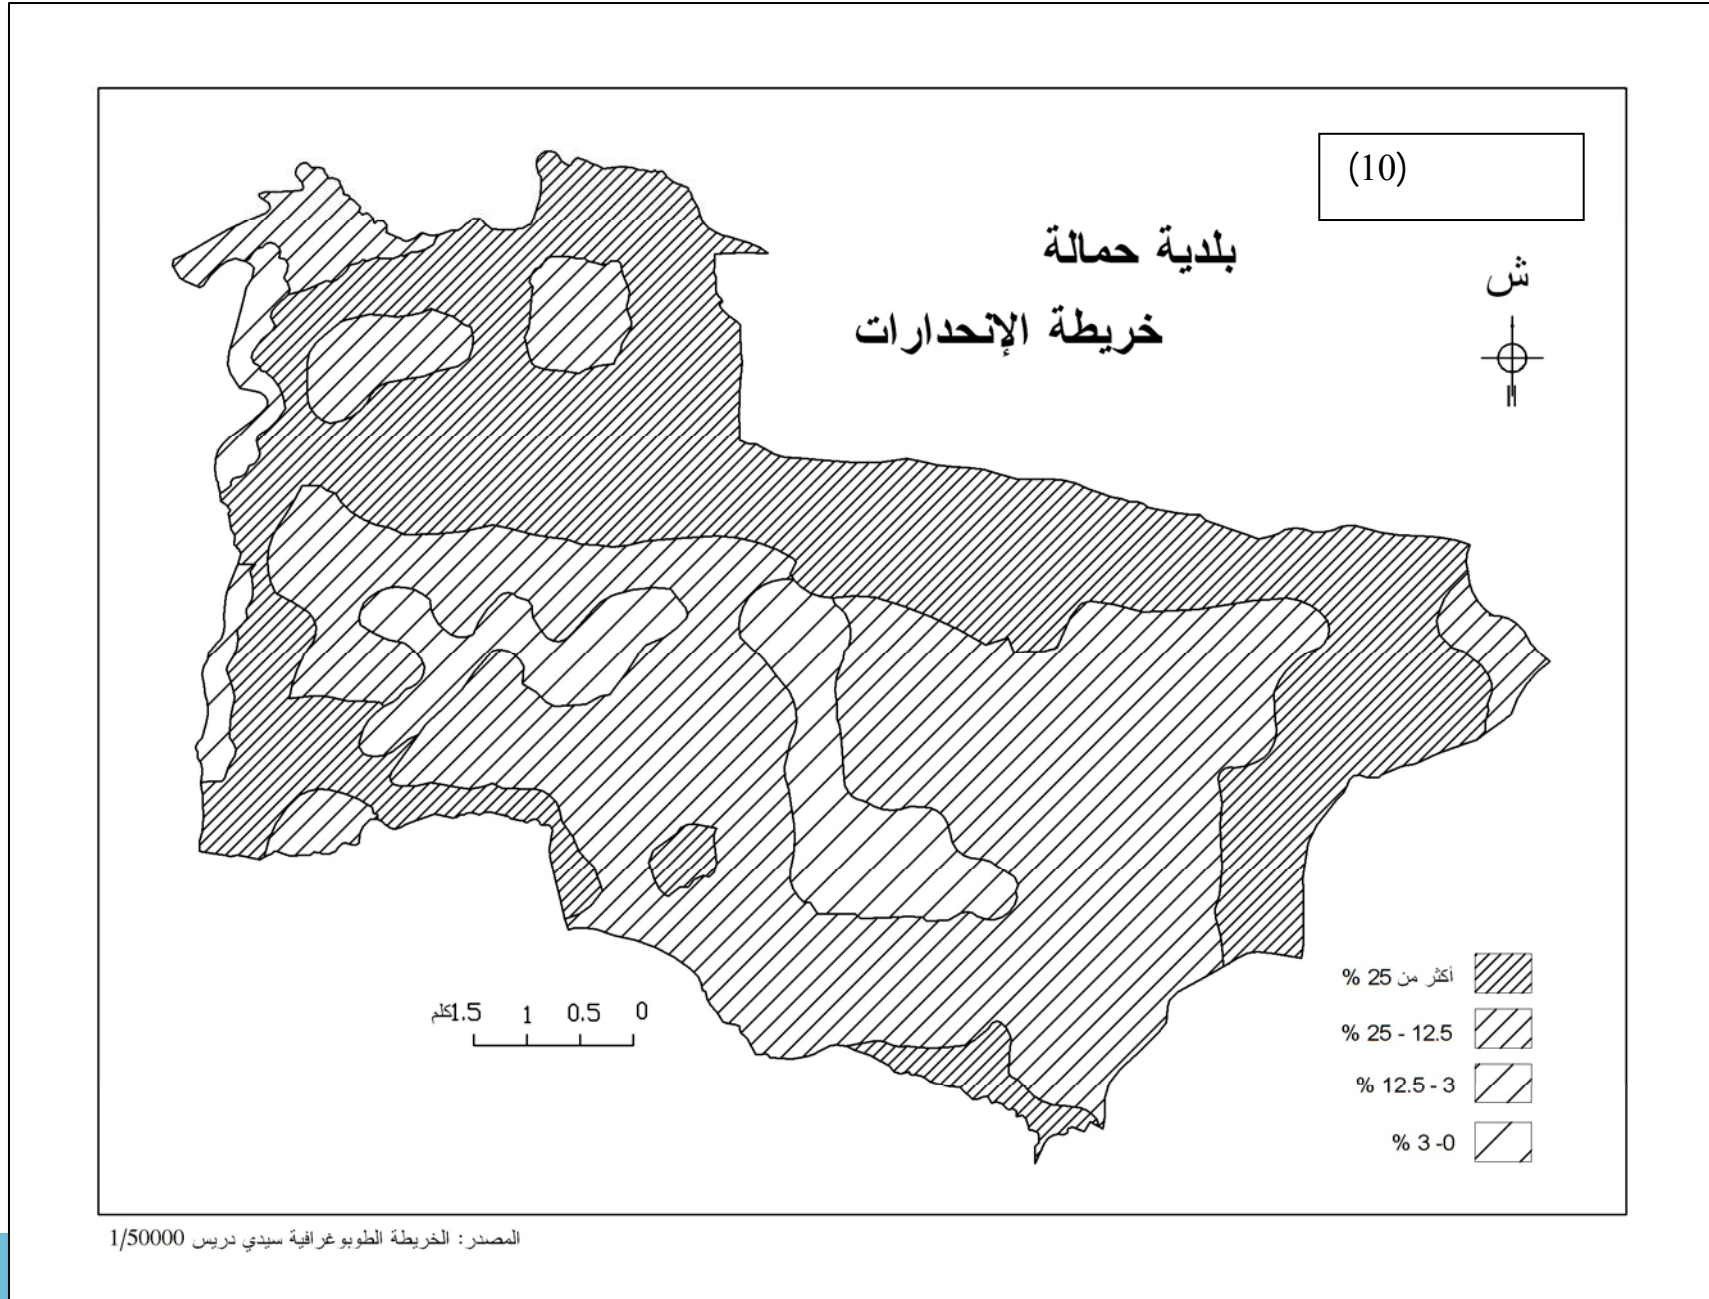 (10)
بلدية حمالة
خريطة الإنحدارات
ش
أكثر من 25 %
12.5 - 25 %
3 - 12.5 %
0- 3 %
0 0.5 1 1.5كلم
المصدر: الخريطة الطوبوغرافية سيدي دريس 1/50000